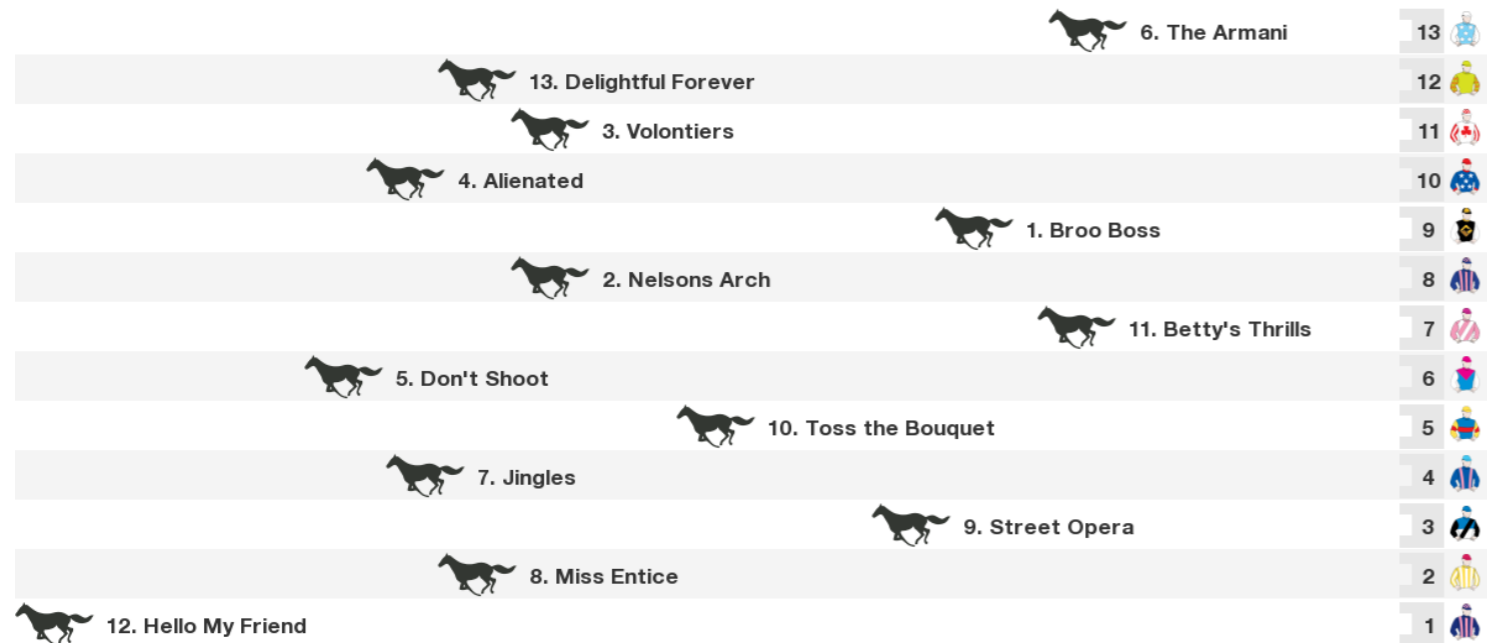 6. The Armani 13
13. Delightful Forever 12
3. Volontiers 11
4. Alienated 10
1. Broo Boss 9
2. Nelsons Arch 8
11. Betty's Thrills 7
5. Don't Shoot 6
10. Toss the Bouquet 5
7. Jingles 4
9. Street Opera 3
8. Miss Entice 2
12. Hello My Friend 1